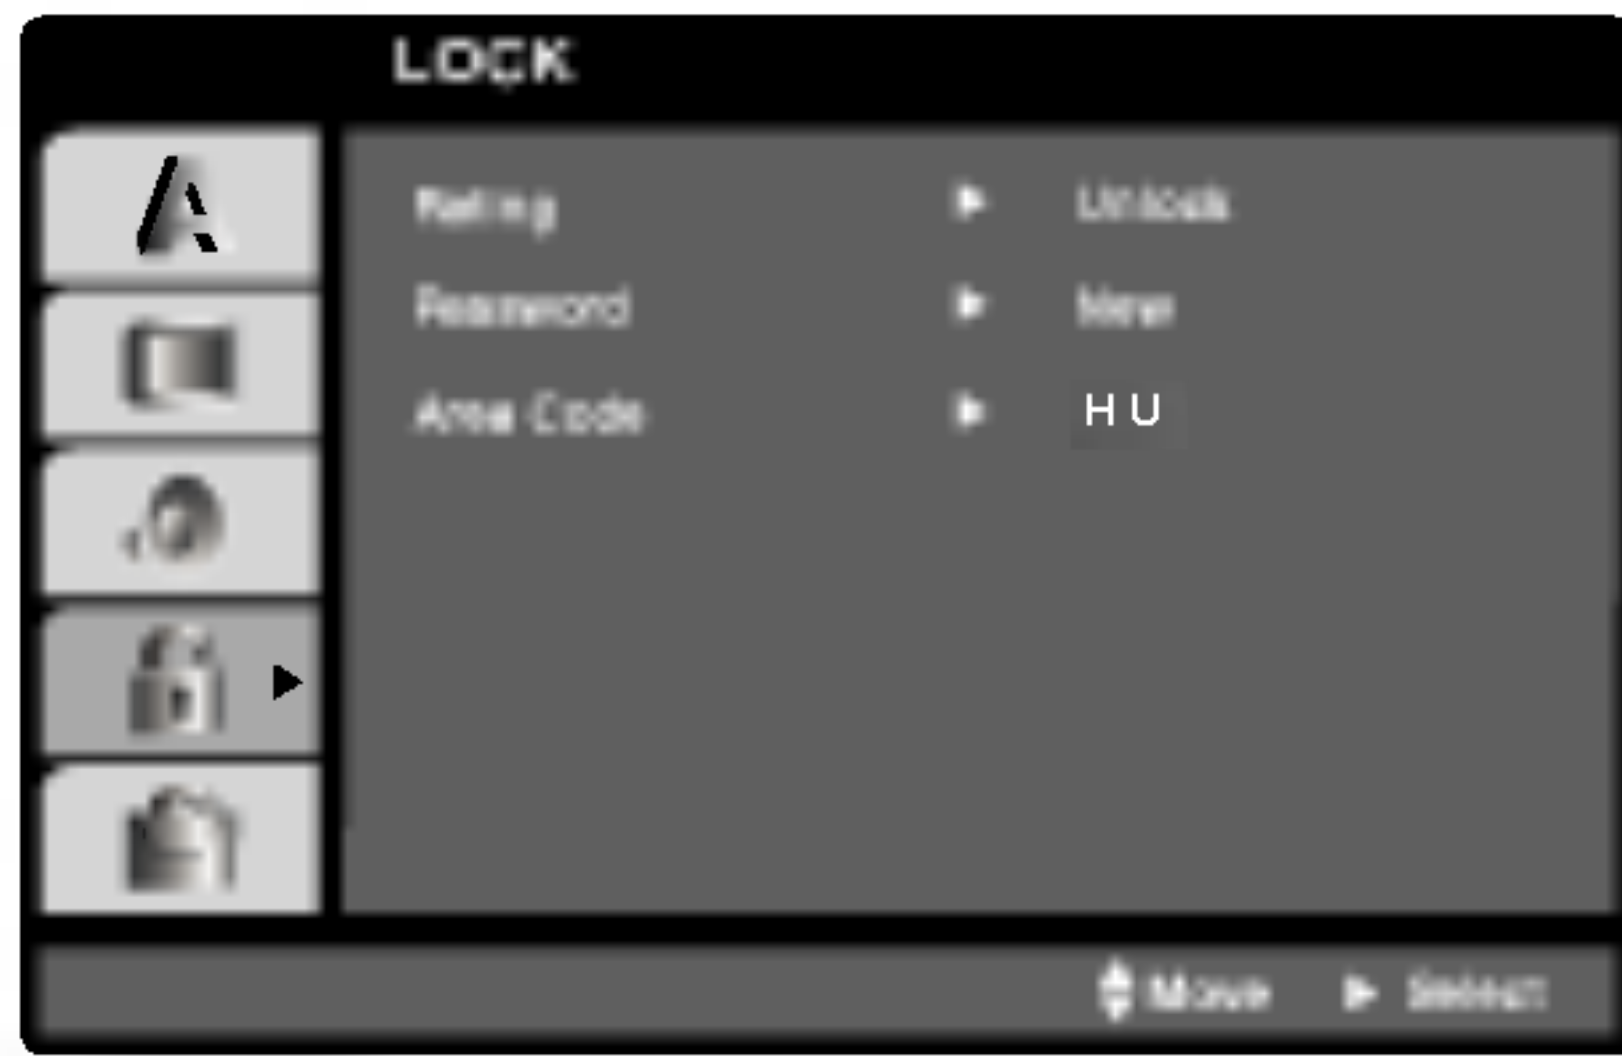 LOCK
Rating ► Unlock
Password ► New
Area Code ► H U
Move ► Select